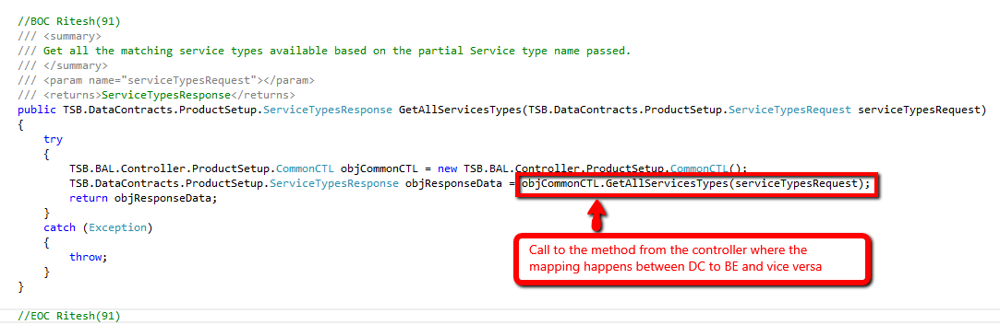 //BOC Ritesh(91)
/// <summary>
/// Get all the matching service types available based on the partial Service type name passed.
/// </summary>
/// <param name="serviceTypesRequest"></param>
/// <returns>ServiceTypesResponse</returns>
public TSB.DataContracts.ProductSetup.ServiceTypesResponse GetAllServicesTypes(TSB.DataContracts.ProductSetup.ServiceTypesRequest serviceTypesRequest)
{
    try
    {
        TSB.BAL.Controller.ProductSetup.CommonCTL objCommonCTL = new TSB.BAL.Controller.ProductSetup.CommonCTL();
        TSB.DataContracts.ProductSetup.ServiceTypesResponse objResponseData = objCommonCTL.GetAllServicesTypes(serviceTypesRequest);
        return objResponseData;
    }
    catch (Exception)
    {
        throw;
    }
}
Call to the method from the controller where the
mapping happens between DC to BE and vice versa
//EOC Ritesh(91)